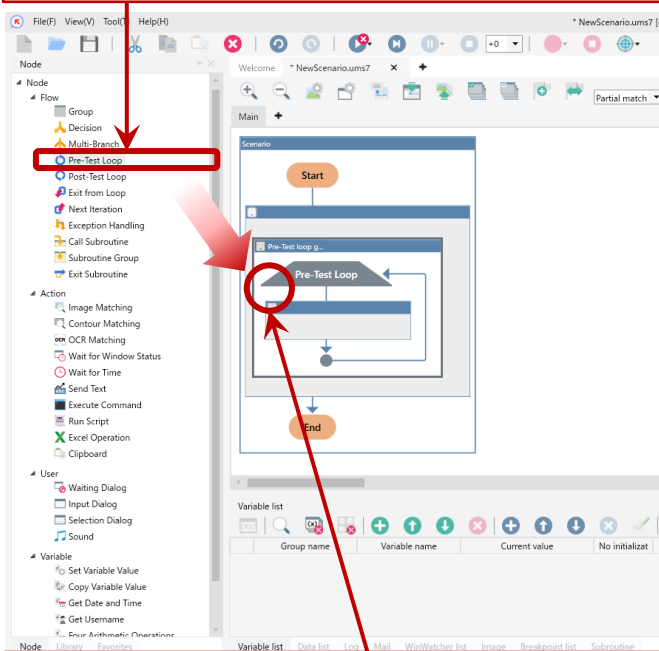 File(F) View(V) Tool(T) Help(H)
* NewScenario.ums7
+0
Node
Welcome * NewScenario.ums7
Partial match
Main
Node
Flow
Group
Decision
Multi-Branch
Pre-Test Loop
Post-Test Loop
Exit from Loop
Next Iteration
Exception Handling
Call Subroutine
Subroutine Group
Exit Subroutine
Action
Image Matching
Contour Matching
OCR Matching
Wait for Window Status
Wait for Time
Send Text
Execute Command
Run Script
Excel Operation
Clipboard
User
Waiting Dialog
Input Dialog
Selection Dialog
Sound
Variable
Set Variable Value
Copy Variable Value
Get Date and Time
Get Username
Four Arithmetic Operations
Node Library Favorites
Scenario
Start
Pre-Test loop g...
Pre-Test Loop
End
Variable list
Group name Variable name Current value No initializat
Variable list Data list Log Mail WinWatcher list Image Breakpoint list Subroutine